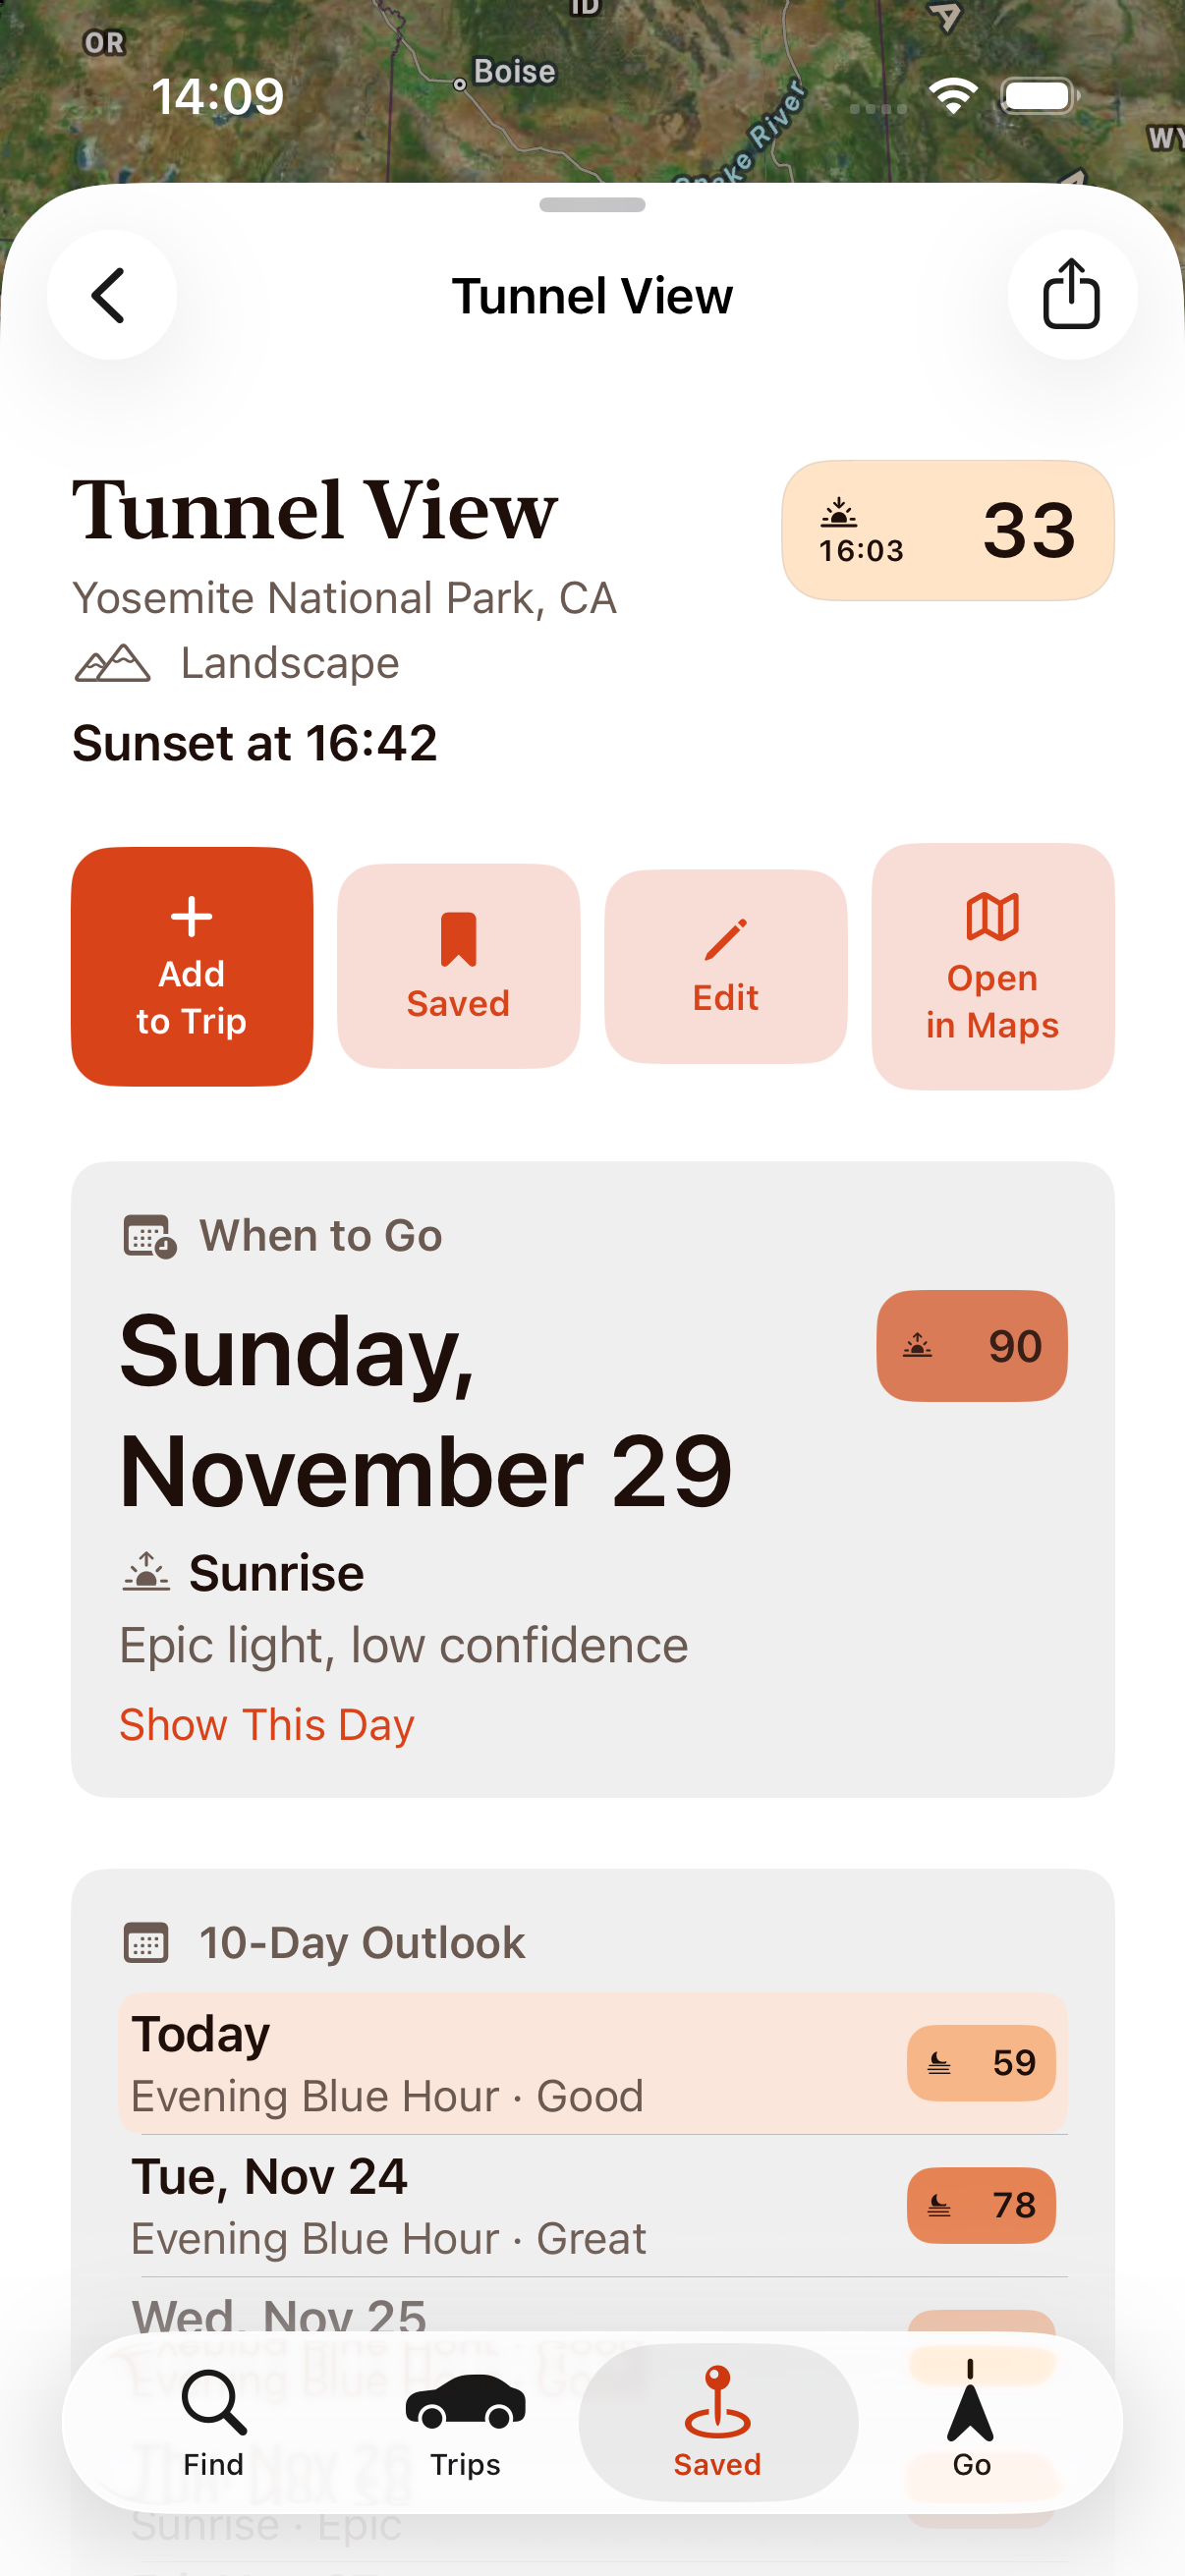 ID
OR
Boise
14:09
Snake River
WY
Tunnel View
Tunnel View
33
16:03
Yosemite National Park, CA
Landscape
Sunset at 16:42
Add
to Trip
Saved
Edit
Open
in Maps
When to Go
Sunday,
November 29
90
Sunrise
Epic light, low confidence
Show This Day
10-Day Outlook
Today
59
Evening Blue Hour · Good
Tue, Nov 24
78
Evening Blue Hour · Great
Wed, Nov 25
Find
Trips
Saved
Go
Sunrise · Epic